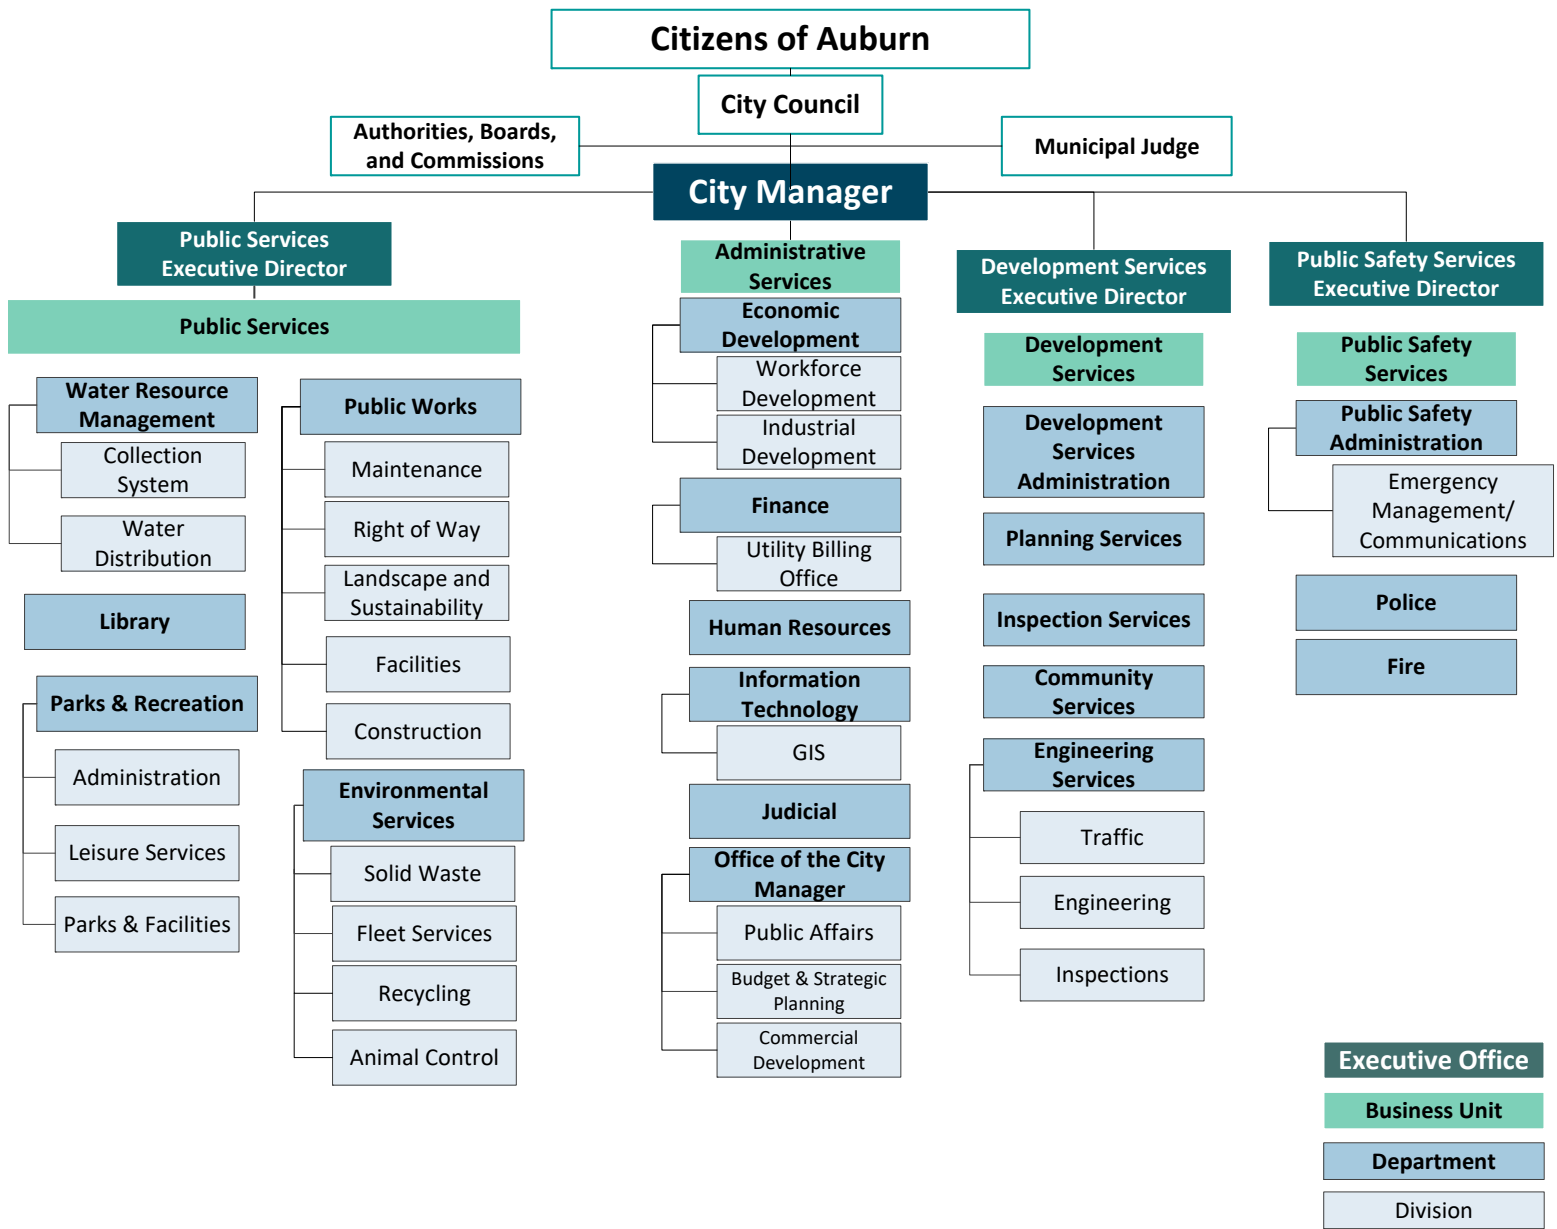 Citizens of Auburn
City Council
Authorities, Boards,
and Commissions
Municipal Judge
City Manager
Public Services
Executive Director
Public Services
Water Resource
Management
Collection
System
Water
Distribution
Library
Parks & Recreation
Administration
Leisure Services
Parks & Facilities
Public Works
Maintenance
Right of Way
Landscape and
Sustainability
Facilities
Construction
Environmental
Services
Solid Waste
Fleet Services
Recycling
Animal Control
Administrative
Services
Economic
Development
Workforce
Development
Industrial
Development
Finance
Utility Billing
Office
Human Resources
Information
Technology
GIS
Judicial
Office of the City
Manager
Public Affairs
Budget & Strategic
Planning
Commercial
Development
Development Services
Executive Director
Development
Services
Development
Services
Administration
Planning Services
Inspection Services
Community
Services
Engineering
Services
Traffic
Engineering
Inspections
Public Safety Services
Executive Director
Public Safety
Services
Public Safety
Administration
Emergency
Management/
Communications
Police
Fire
Executive Office
Business Unit
Department
Division